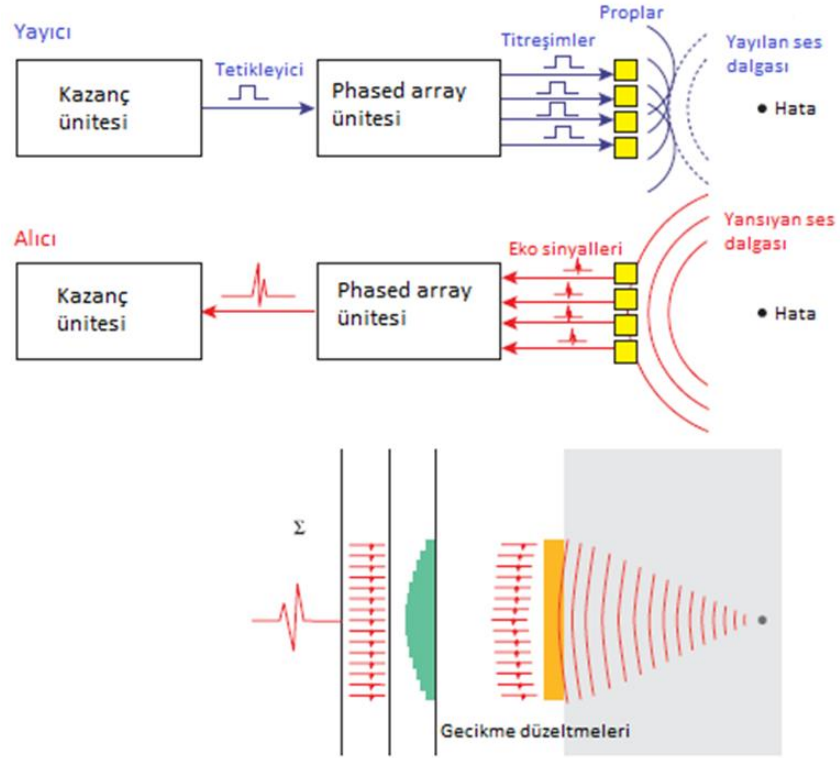 Yayıcı
Kazanç
ünitesi
Tetikleyici
Phased array
ünitesi
Titreşimler
Proplar
Yayılan ses
dalgası
Hata
Alıcı
Kazanç
ünitesi
Phased array
ünitesi
Eko sinyalleri
Yansıyan ses
dalgası
Hata
Σ
Gecikme düzeltmeleri